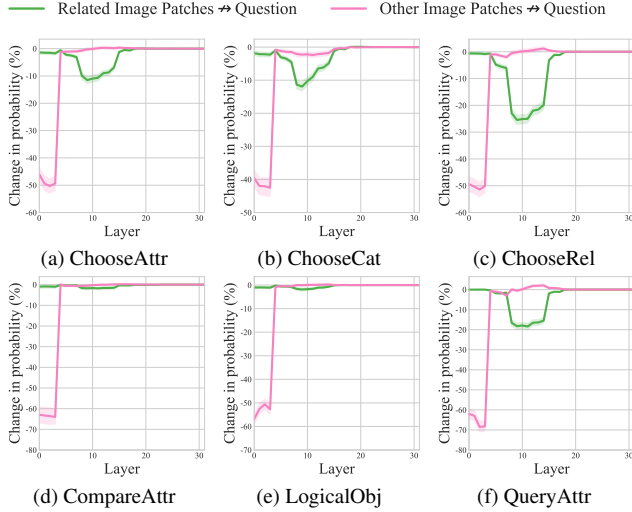 Related Image Patches ↛ Question Other Image Patches ↛ Question
Change in probability (%)
0
-10
-20
-30
-40
-50
-60
0 10 20 30
Layer
(a) ChooseAttr
Change in probability (%)
0
-10
-20
-30
-40
-50
-60
0 10 20 30
Layer
(b) ChooseCat
Change in probability (%)
0
-10
-20
-30
-40
-50
-60
0 10 20 30
Layer
(c) ChooseRel
Change in probability (%)
0
-10
-20
-30
-40
-50
-60
-70
-80
0 10 20 30
Layer
(d) CompareAttr
Change in probability (%)
0
-10
-20
-30
-40
-50
-60
-70
0 10 20 30
Layer
(e) LogicalObj
Change in probability (%)
0
-10
-20
-30
-40
-50
-60
-70
-80
0 10 20 30
Layer
(f) QueryAttr